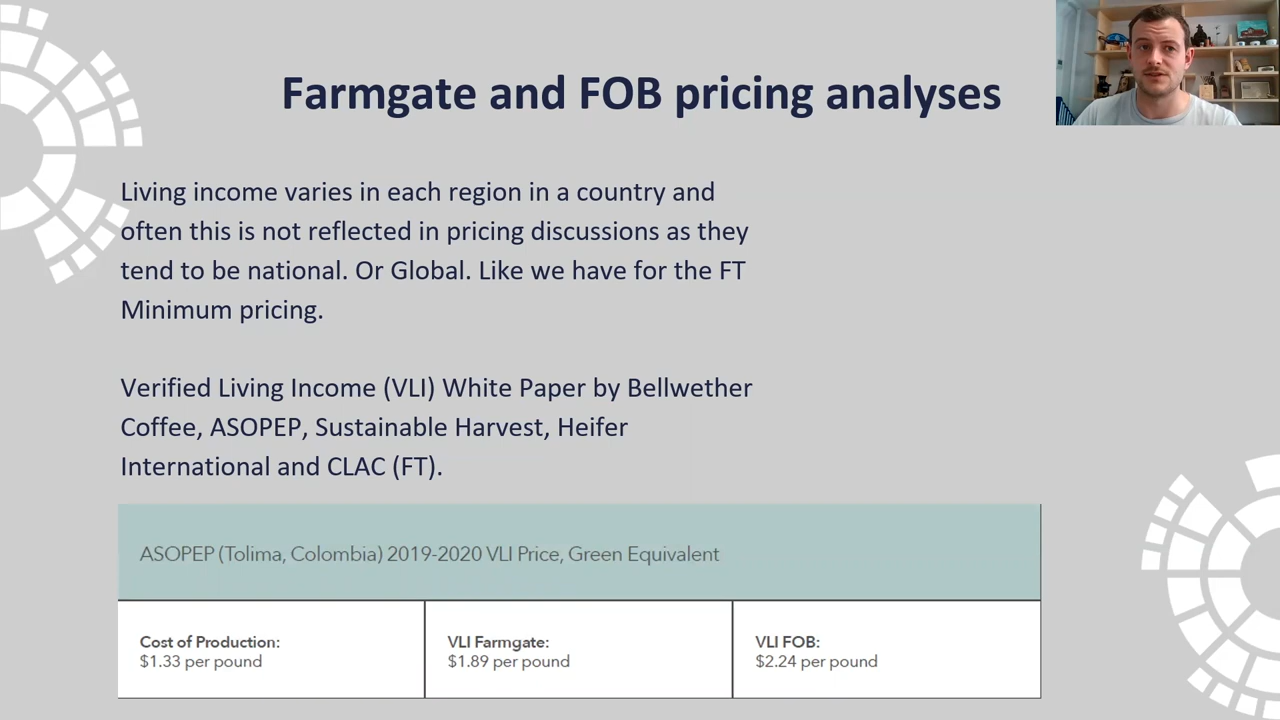 Farmgate and FOB pricing analyses
Living income varies in each region in a country and
often this is not reflected in pricing discussions as they
tend to be national. Or Global. Like we have for the FT
Minimum pricing.
Verified Living Income (VLI) White Paper by Bellwether
Coffee, ASOPEP, Sustainable Harvest, Heifer
International and CLAC (FT).
ASOPEP (Tolima, Colombia) 2019-2020 VLI Price, Green Equivalent
Cost of Production:
$1.33 per pound
VLI Farmgate:
$1.89 per pound
VLI FOB:
$2.24 per pound